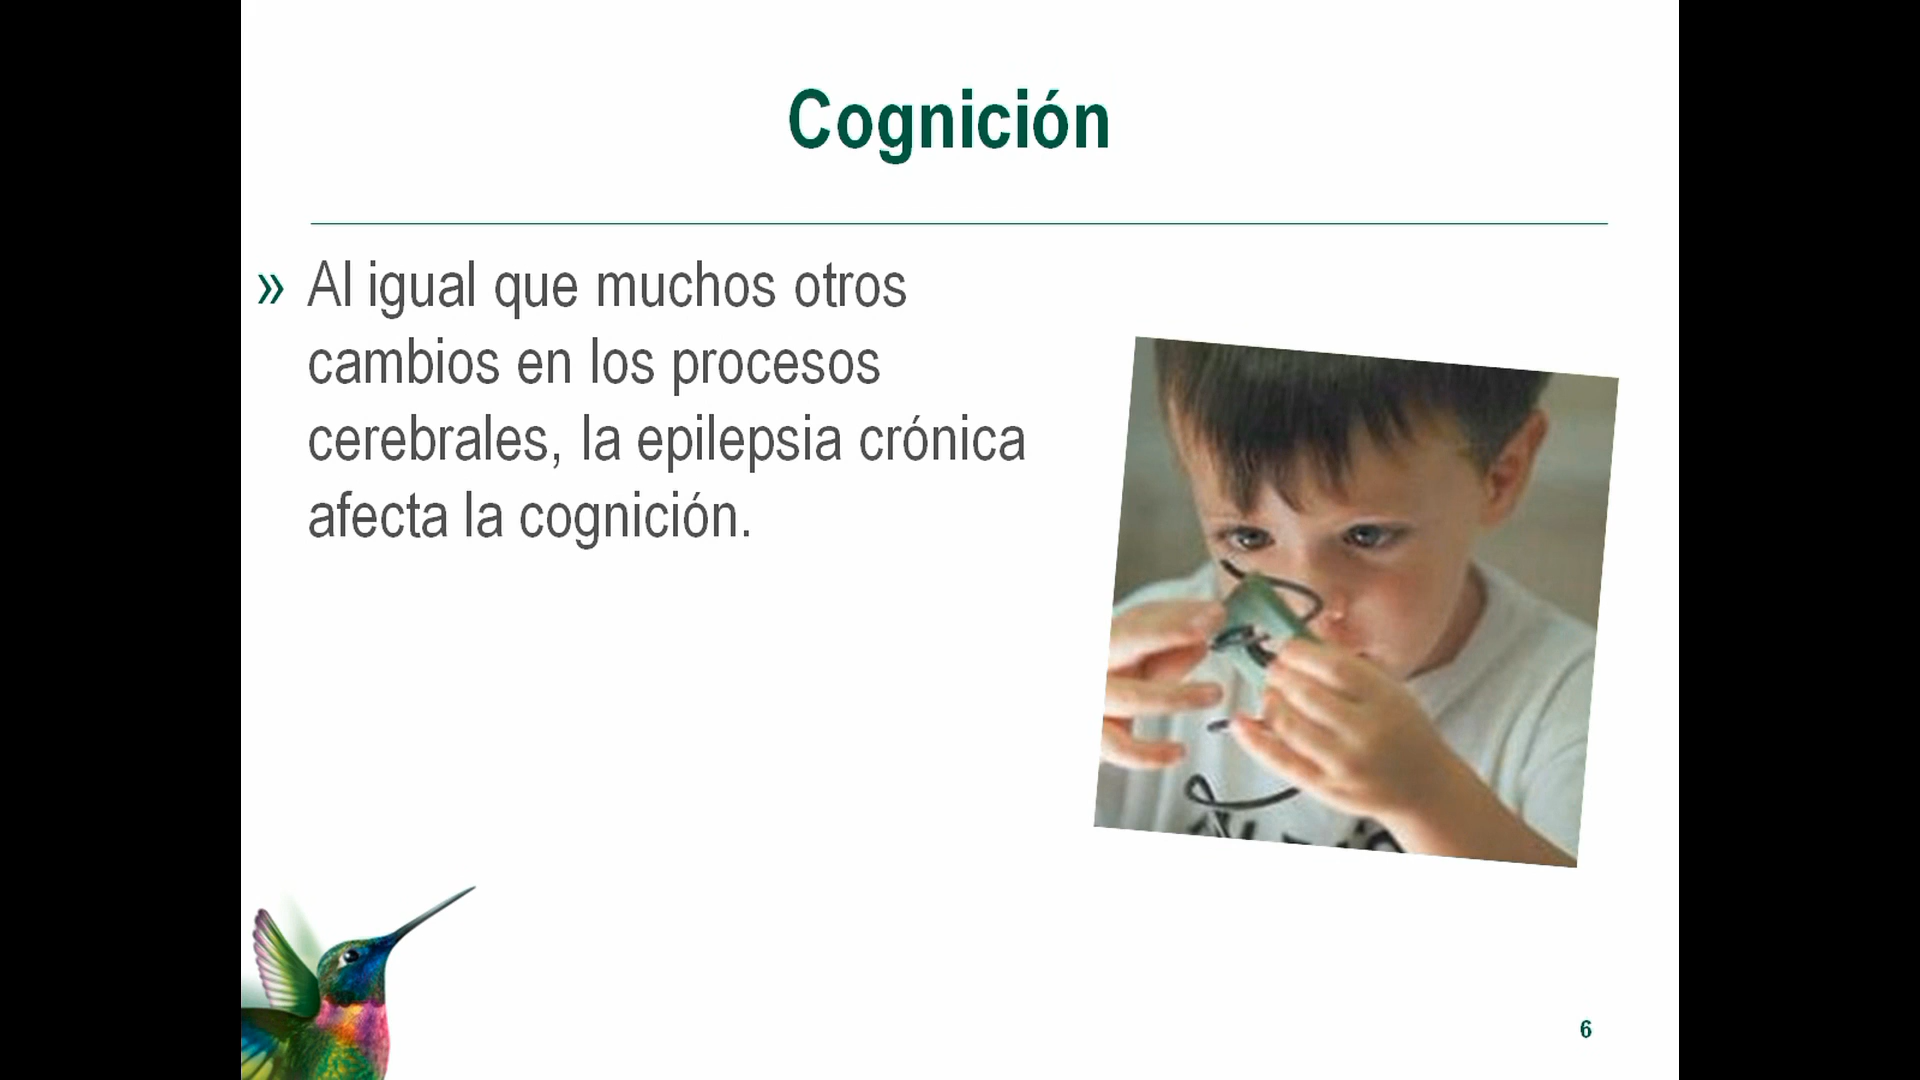 Cognición
» Al igual que muchos otros
cambios en los procesos
cerebrales, la epilepsia crónica
afecta la cognición.
6